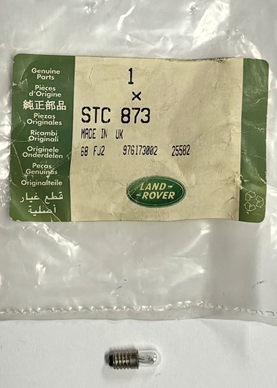 Genuine
Parts
Pièces
d'Origine
純正部品
Piezas
Originales
Ricambi
Originali
Originele
Onderdelen
Peças
Genuínas
Originalteile
قطع غيار
أصلية
1
×
STC 873
MADE IN UK
68 FJ2 976173002 25582
LAND-
ROVER